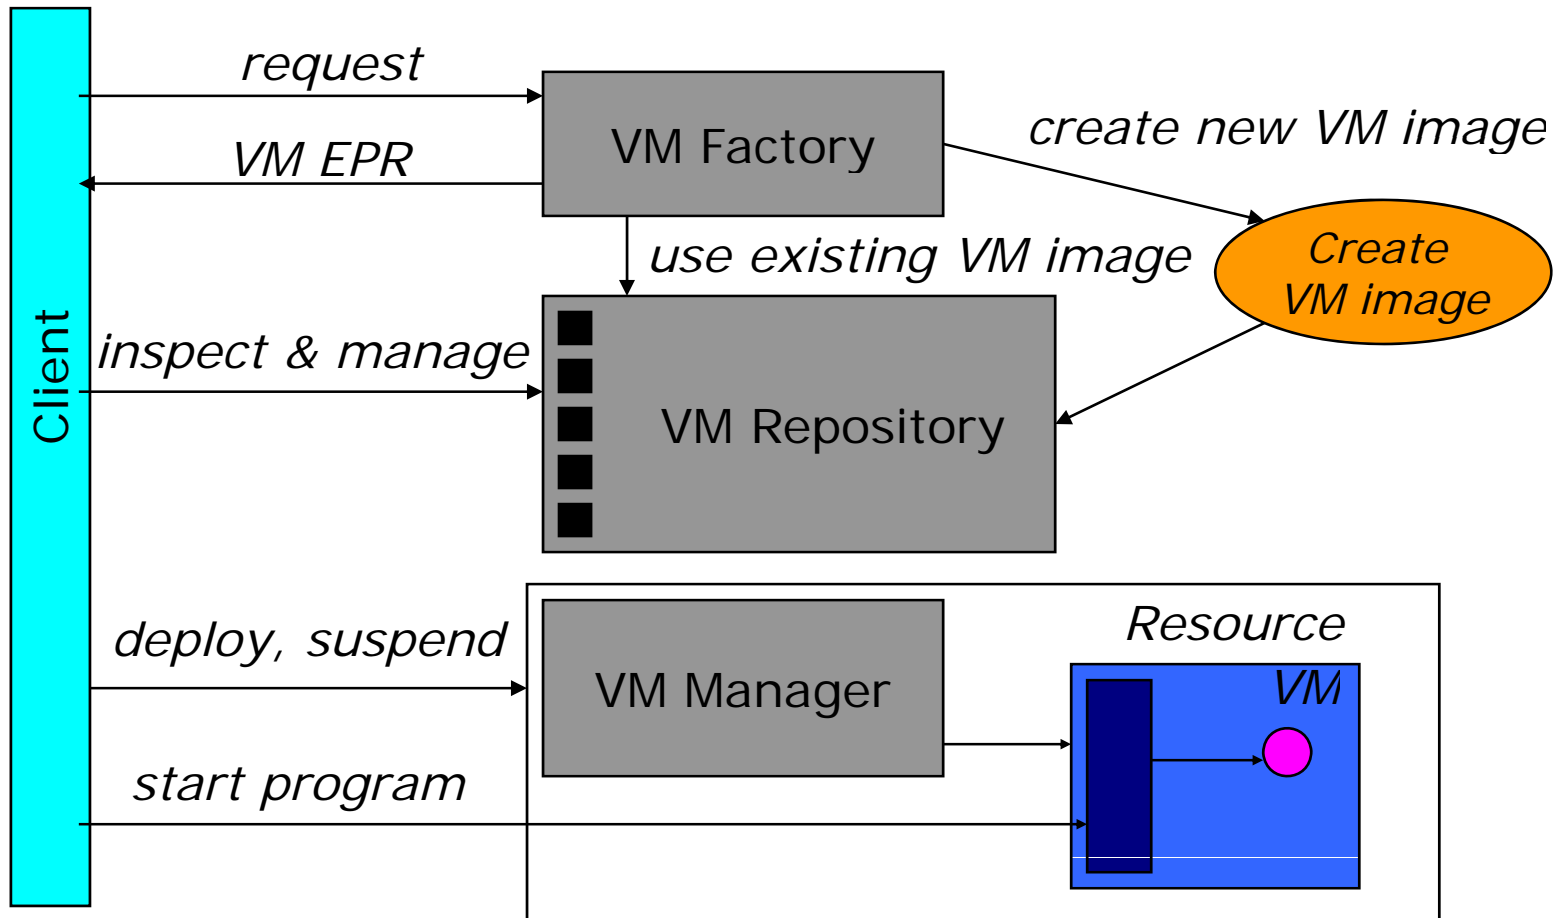 request
VM Factory
create new VM image
VM EPR
use existing VM image
Create
VM image
Client
inspect & manage
VM Repository
deploy, suspend
VM Manager
Resource
VM
start program